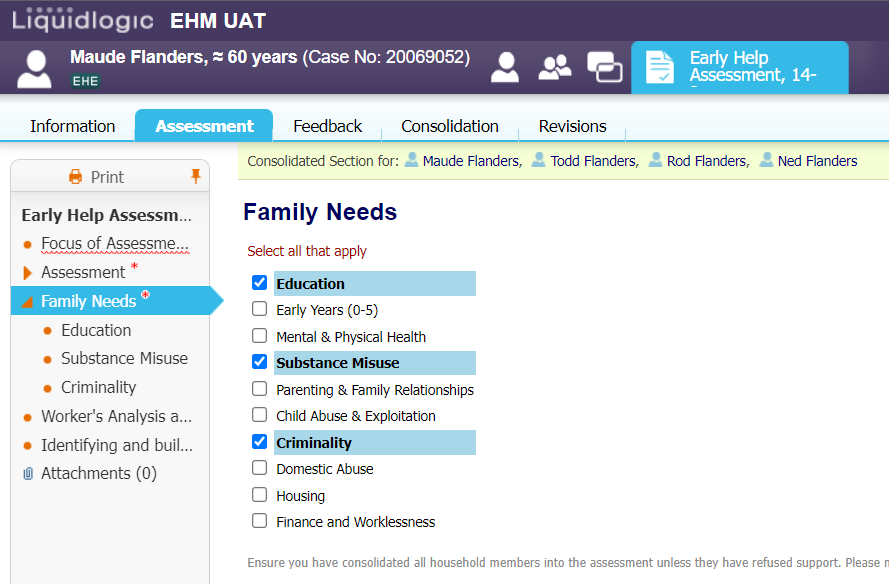 Liquidlogic EHM UAT
Maude Flanders, ≈ 60 years (Case No: 20069052)
EHE
Early Help
Assessment, 14-
Information Assessment Feedback Consolidation Revisions
Consolidated Section for: Maude Flanders, Todd Flanders, Rod Flanders, Ned Flanders
Print
Early Help Assessm...
Focus of Assessme...
Assessment *
Family Needs *
Education
Substance Misuse
Criminality
Worker's Analysis a...
Identifying and buil...
Attachments (0)
Family Needs
Select all that apply
Education
Early Years (0-5)
Mental & Physical Health
Substance Misuse
Parenting & Family Relationships
Child Abuse & Exploitation
Criminality
Domestic Abuse
Housing
Finance and Worklessness
Ensure you have consolidated all household members into the assessment unless they have refused support. Please